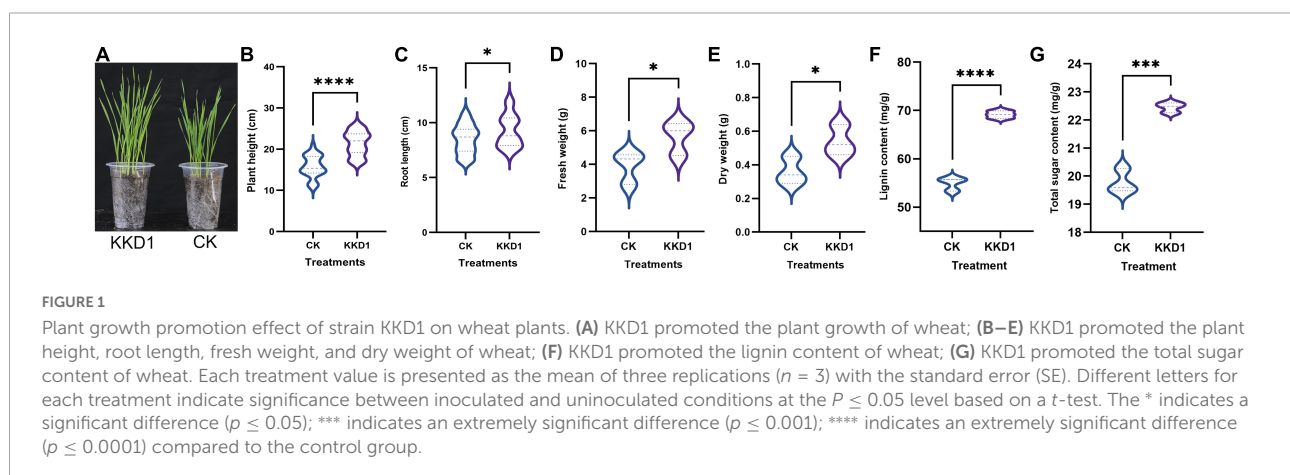 A
KKD1
CK
B
****
Plant height (cm)
40
30
20
10
0
CK
KKD1
Treatments
C
*
Root length (cm)
15
10
5
0
CK
KKD1
Treatments
D
*
Fresh weight (g)
10
8
6
4
2
0
CK
KKD1
Treatments
E
*
Dry weight (g)
1.0
0.8
0.6
0.4
0.2
0.0
CK
KKD1
Treatments
F
****
Lignin content (mg/g)
80
70
60
50
CK
KKD1
Treatment
G
***
Total sugar content (mg/g)
24
23
22
21
20
19
18
CK
KKD1
Treatment
FIGURE 1
Plant growth promotion effect of strain KKD1 on wheat plants. (A) KKD1 promoted the plant growth of wheat; (B–E) KKD1 promoted the plant
height, root length, fresh weight, and dry weight of wheat; (F) KKD1 promoted the lignin content of wheat; (G) KKD1 promoted the total sugar
content of wheat. Each treatment value is presented as the mean of three replications (n = 3) with the standard error (SE). Different letters for
each treatment indicate significance between inoculated and uninoculated conditions at the P ≤ 0.05 level based on a t-test. The * indicates a
significant difference (p ≤ 0.05); *** indicates an extremely significant difference (p ≤ 0.001); **** indicates an extremely significant difference
(p ≤ 0.0001) compared to the control group.